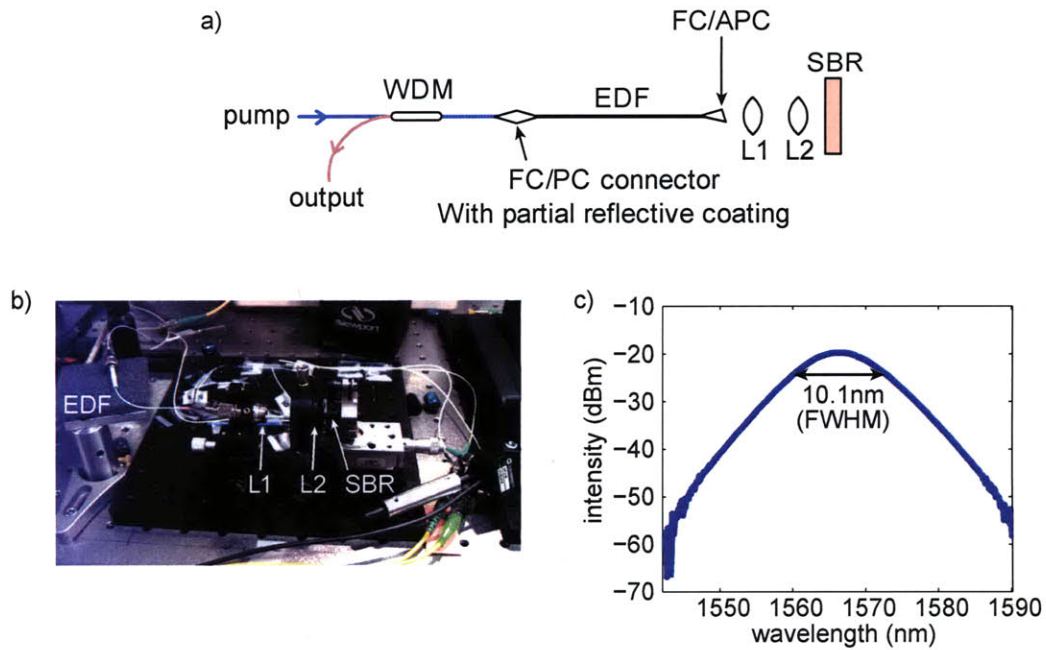 a)
FC/APC
SBR
WDM
EDF
pump
L1
L2
output
FC/PC connector
With partial reflective coating
b)
Newport
EDF
L1
L2
SBR
c)
−10
−20
−30
−40
−50
−60
−70
intensity (dBm)
10.1nm
(FWHM)
1550 1560 1570 1580 1590
wavelength (nm)